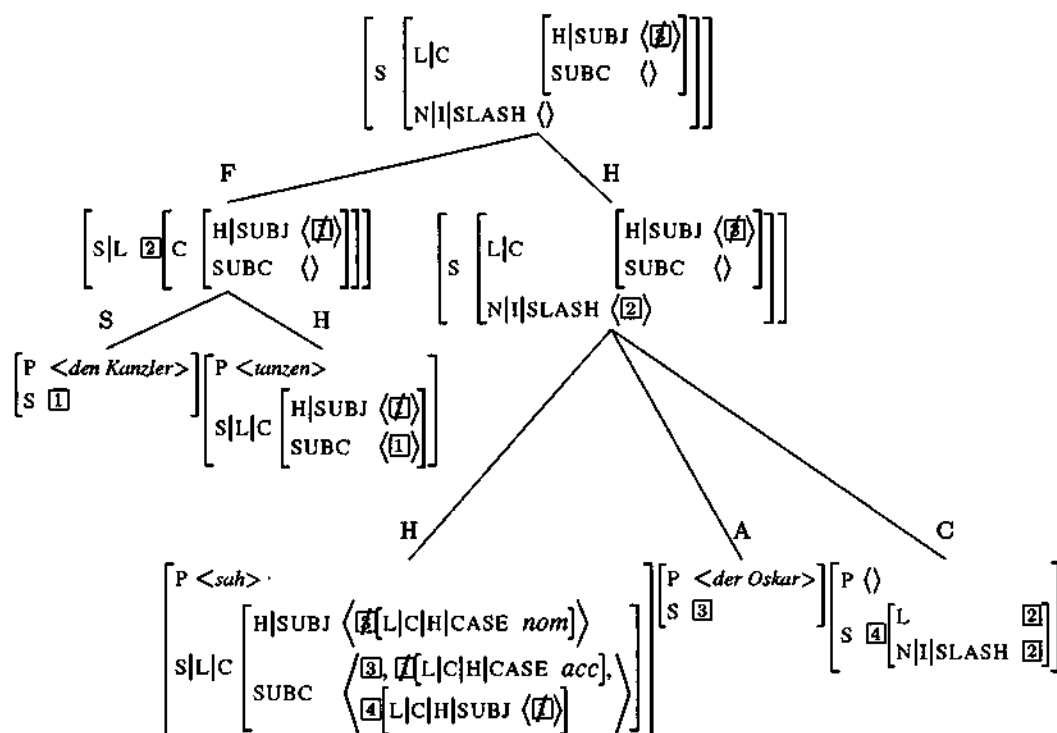 H|SUBJ ⟨3̸⟩
L|C
S
SUBC ⟨⟩
N|I|SLASH ⟨⟩
F H
H|SUBJ ⟨1̸⟩
S|L 2 C
SUBC ⟨⟩
H|SUBJ ⟨3̸⟩
L|C
S
SUBC ⟨⟩
N|I|SLASH ⟨2⟩
S H
P <den Kanzler>
S 1
P <tanzen>
H|SUBJ ⟨1̸⟩
S|L|C
SUBC ⟨1⟩
H A C
P <sah>
H|SUBJ ⟨3̸[L|C|H|CASE nom]⟩
S|L|C
SUBC ⟨3, 1̸[L|C|H|CASE acc],
4[L|C|H|SUBJ ⟨1̸⟩]⟩
P <der Oskar>
S 3
P ⟨⟩
L 2
S 4
N|I|SLASH 2